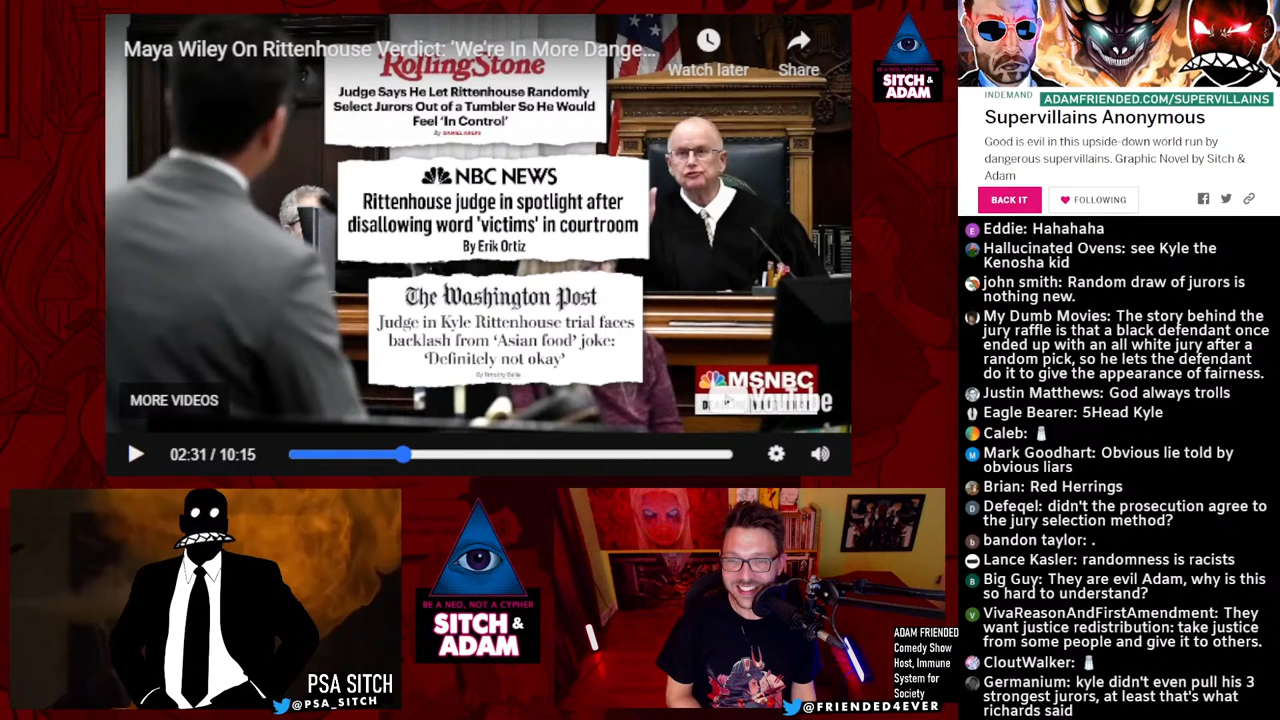 Maya Wiley On Rittenhouse Verdict: 'We're In More Dange...
Watch later
Share
RollingStone
Judge Says He Let Rittenhouse Randomly
Select Jurors Out of a Tumbler So He Would
Feel 'In Control'
By DANIEL KREPS
NBC NEWS
Rittenhouse judge in spotlight after
disallowing word 'victims' in courtroom
By Erik Ortiz
The Washington Post
Judge in Kyle Rittenhouse trial faces
backlash from 'Asian food' joke:
'Definitely not okay'
By Timothy Bella
MSNBC
YouTube
MORE VIDEOS
02:31 / 10:15
BE A NEO, NOT A CYPHER
SITCH &
ADAM
INDEMAND
ADAMFRIENDED.COM/SUPERVILLAINS
Supervillains Anonymous
Good is evil in this upside-down world run by
dangerous supervillains. Graphic Novel by Sitch &
Adam
BACK IT
FOLLOWING
Eddie: Hahahaha
Hallucinated Ovens: see Kyle the
Kenosha kid
john smith: Random draw of jurors is
nothing new.
My Dumb Movies: The story behind the
jury raffle is that a black defendant once
ended up with an all white jury after a
random pick, so he lets the defendant
do it to give the appearance of fairness.
Justin Matthews: God always trolls
Eagle Bearer: 5Head Kyle
Caleb: 🧂
Mark Goodhart: Obvious lie told by
obvious liars
Brian: Red Herrings
Defeqel: didn't the prosecution agree to
the jury selection method?
bandon taylor: .
Lance Kasler: randomness is racists
Big Guy: They are evil Adam, why is this
so hard to understand?
VivaReasonAndFirstAmendment: They
want justice redistribution: take justice
from some people and give it to others.
CloutWalker: 🧂
Germanium: kyle didn't even pull his 3
strongest jurors, at least that's what
richards said
PSA SITCH
@PSA_SITCH
BE A NEO, NOT A CYPHER
SITCH &
ADAM
ADAM FRIENDED
Comedy Show
Host, Immune
System for
Society
@FRIENDED4EVER